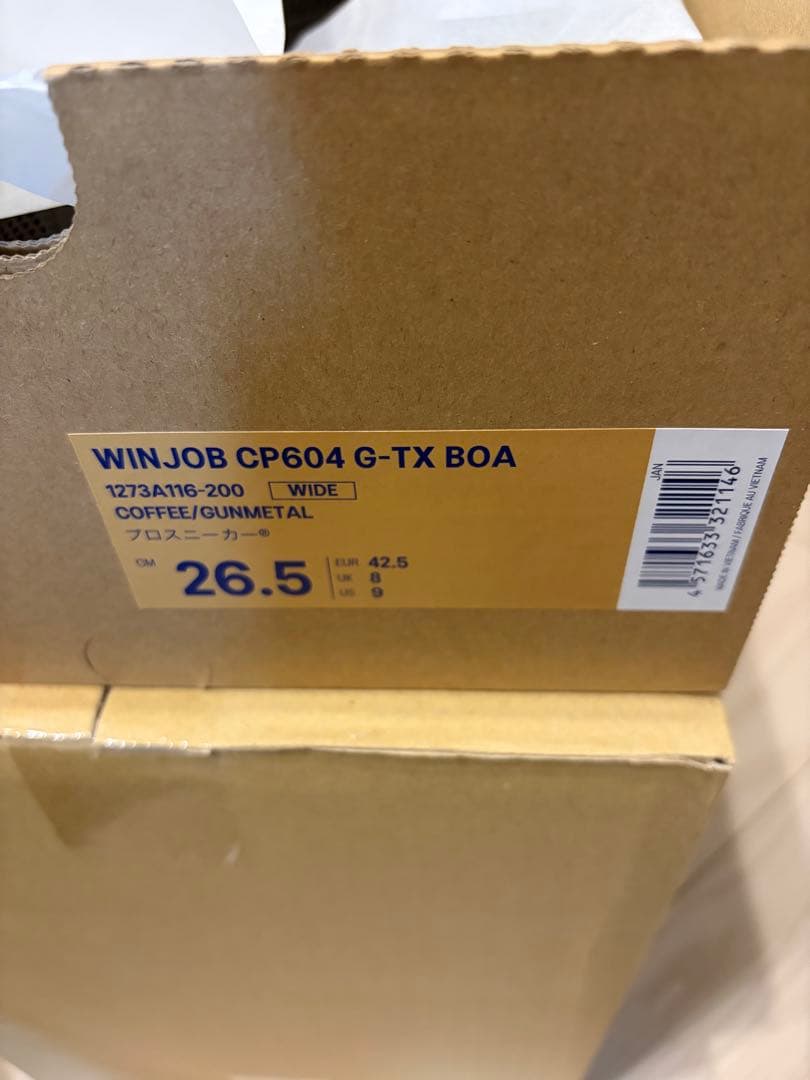 WINJOB CP604 G-TX BOA
1273A116-200 WIDE
COFFEE/GUNMETAL
プロスニーカー®
CM 26.5
EUR 42.5
UK 8
US 9
JAN
4 571633 321146
MADE IN VIETNAM / FABRIQUÉ AU VIETNAM